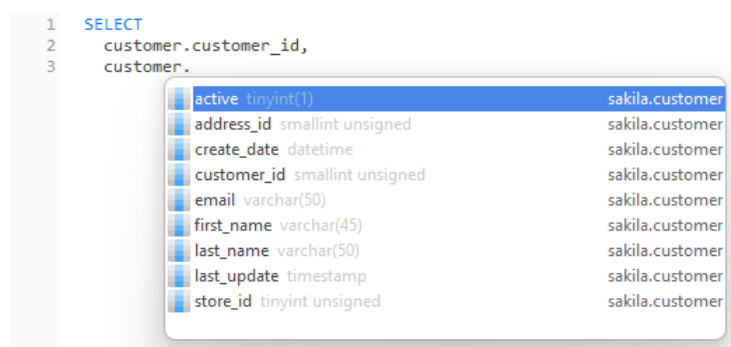 1 SELECT
2 customer.customer_id,
3 customer.
active tinyint(1) sakila.customer
address_id smallint unsigned sakila.customer
create_date datetime sakila.customer
customer_id smallint unsigned sakila.customer
email varchar(50) sakila.customer
first_name varchar(45) sakila.customer
last_name varchar(50) sakila.customer
last_update timestamp sakila.customer
store_id tinyint unsigned sakila.customer